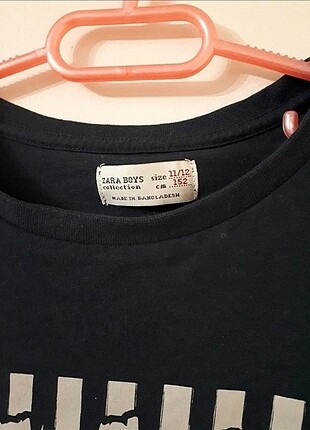 ZARA BOYS size 11/12
collection cm 152
MADE IN BANGLADESH